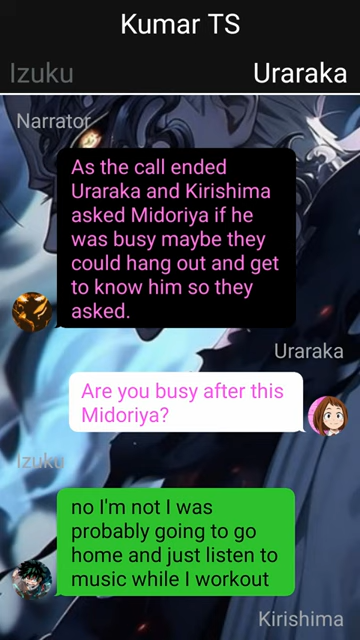 Kumar TS
Izuku Uraraka
Narrator
As the call ended
Uraraka and Kirishima
asked Midoriya if he
was busy maybe they
could hang out and get
to know him so they
asked.
Uraraka
Are you busy after this
Midoriya?
Izuku
no I'm not I was
probably going to go
home and just listen to
music while I workout
Kirishima